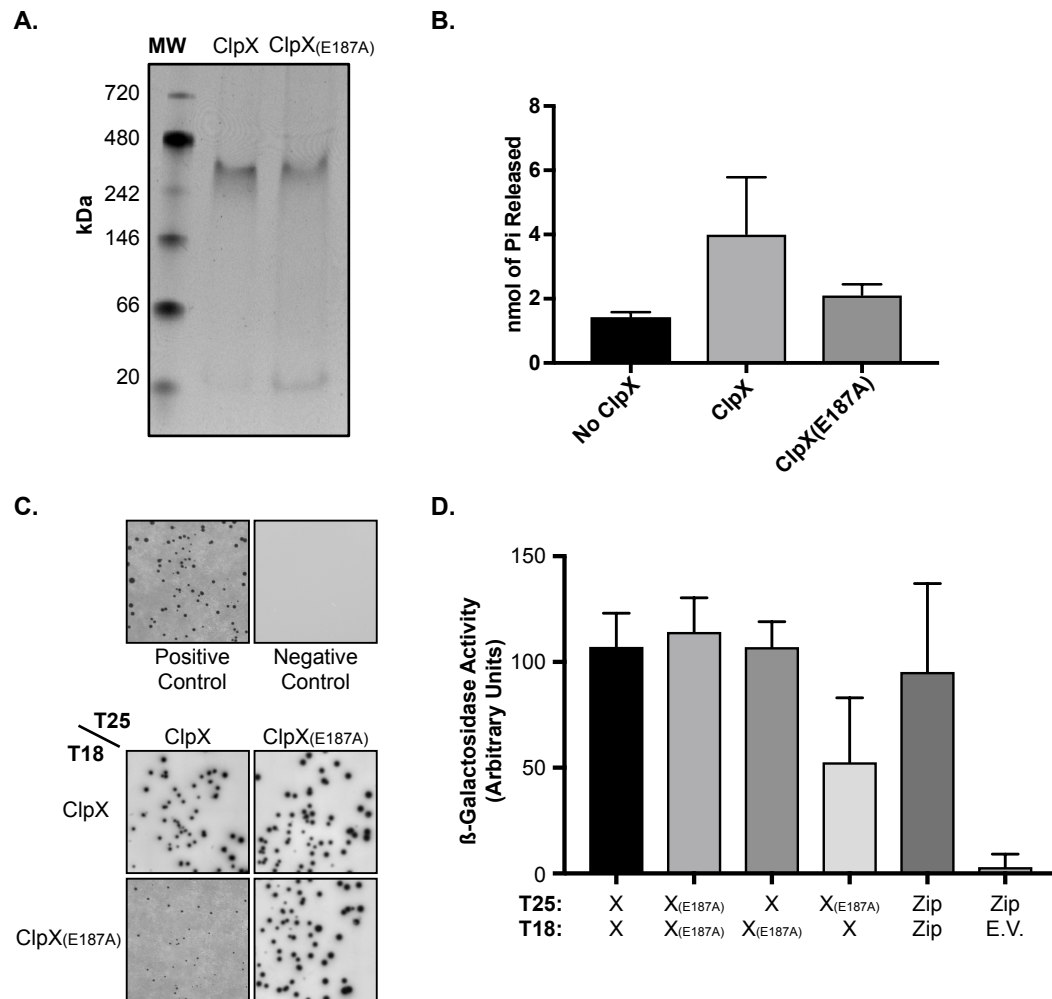 A.
MW ClpX ClpX(E187A)
720
480
242
146
66
20
kDa
B.
8
6
4
2
0
nmol of Pi Released
No ClpX
ClpX
ClpX(E187A)
C.
Positive Control
Negative Control
T25
T18
ClpX ClpX(E187A)
ClpX
ClpX(E187A)
D.
150
100
50
0
ß-Galactosidase Activity
(Arbitrary Units)
T25: X X(E187A) X X(E187A) Zip Zip
T18: X X(E187A) X(E187A) X Zip E.V.